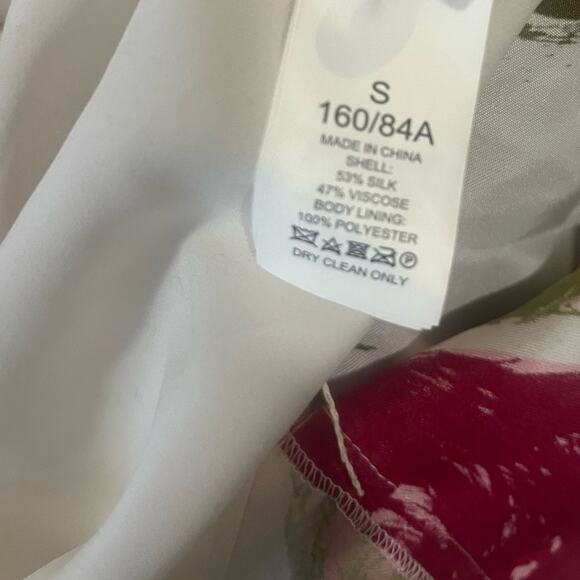 S
160/84A
MADE IN CHINA
SHELL:
53% SILK
47% VISCOSE
BODY LINING:
100% POLYESTER
P
DRY CLEAN ONLY